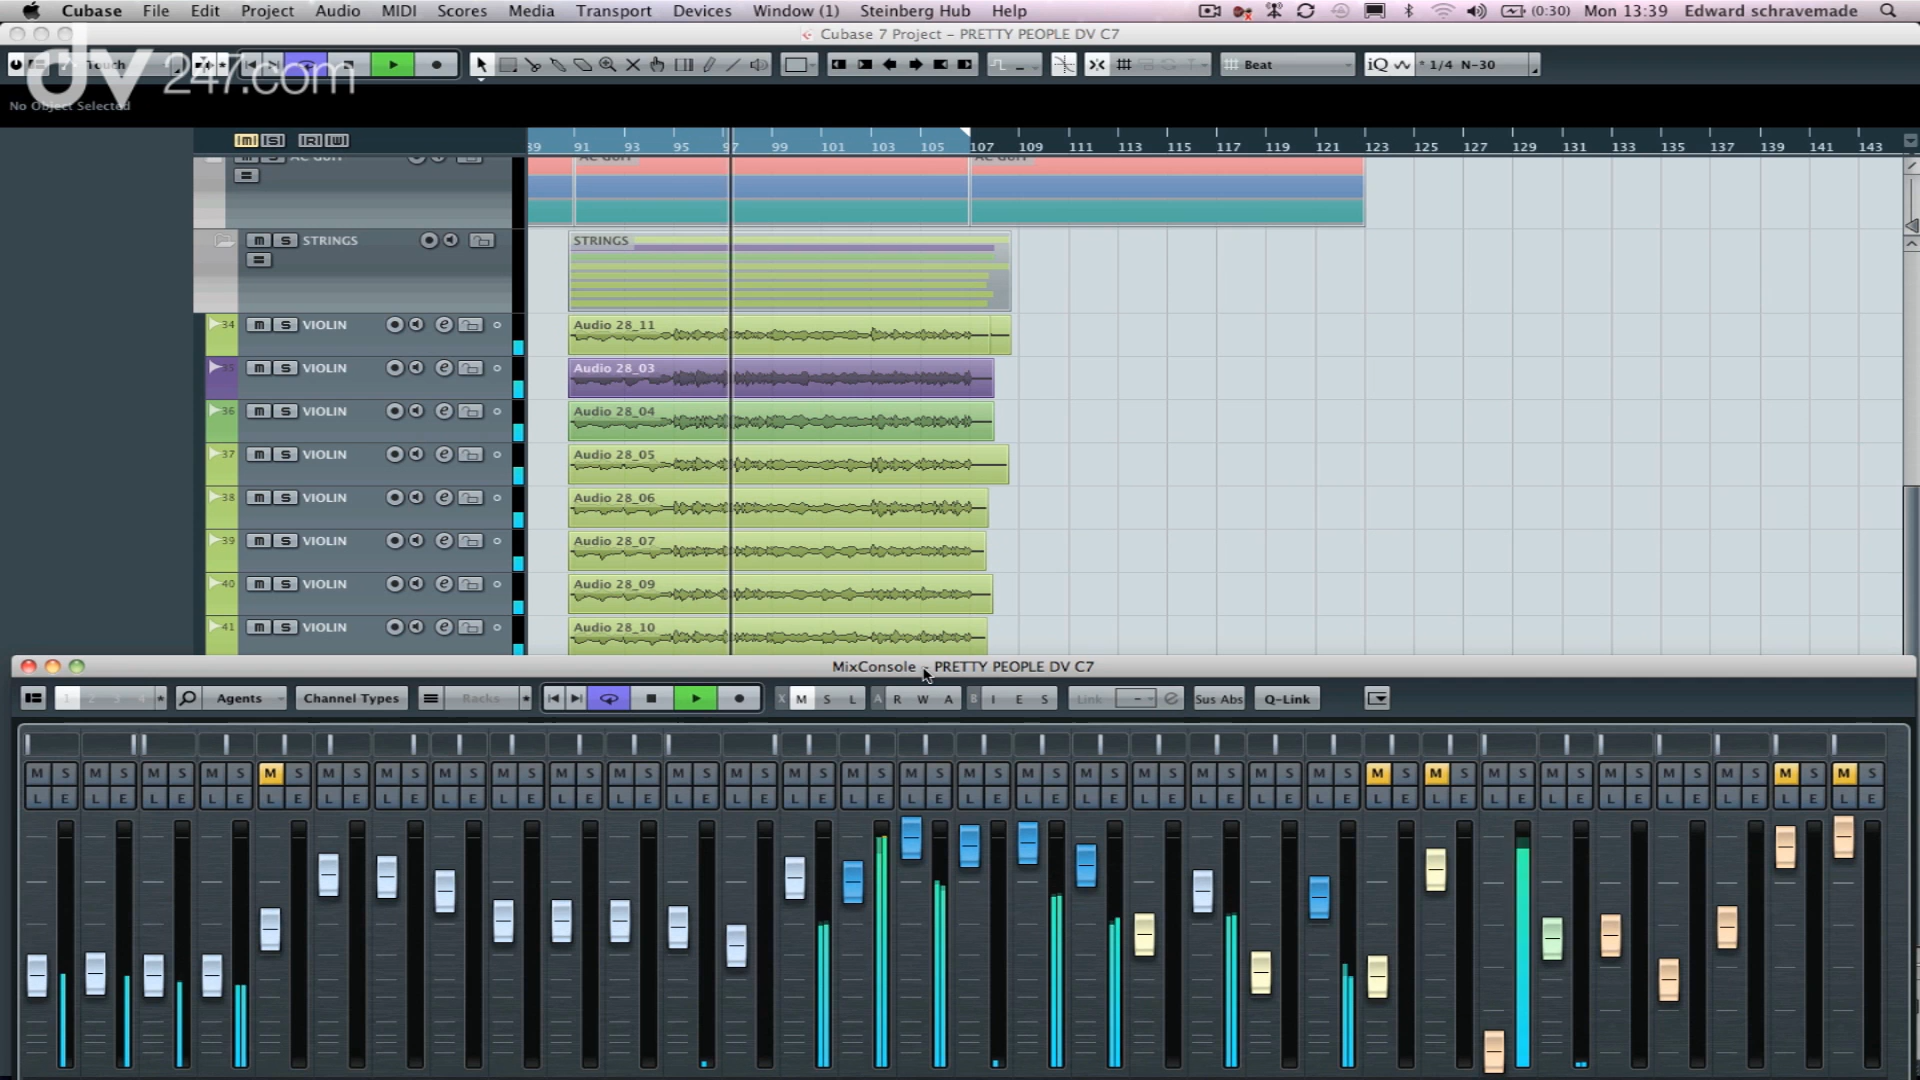 Cubase File Edit Project Audio MIDI Scores Media Transport Devices Window (1) Steinberg Hub Help (0:30) Mon 13:39 Edward schravemade
Cubase 7 Project – PRETTY PEOPLE DV C7
dv247.com
Touch Beat iQ * 1/4 N-30
No Object Selected
M S R W
89 91 93 95 97 99 101 103 105 107 109 111 113 115 117 119 121 123 125 127 129 131 133 135 137 139 141 143
m S STRINGS STRINGS
34 m S VIOLIN e Audio 28_11
35 m S VIOLIN e Audio 28_03
36 m S VIOLIN e Audio 28_04
37 m S VIOLIN e Audio 28_05
38 m S VIOLIN e Audio 28_06
39 m S VIOLIN e Audio 28_07
40 m S VIOLIN e Audio 28_09
41 m S VIOLIN e Audio 28_10
MixConsole – PRETTY PEOPLE DV C7
1 2 3 4 * Agents Channel Types Racks * X M S L A R W A B I E S Link – Sus Abs Q-Link
M S M S M S M S M S M S M S M S M S M S M S M S M S M S M S M S M S M S M S M S M S M S M S M S M S M S M S M S M S M S M S M S
L E L E L E L E L E L E L E L E L E L E L E L E L E L E L E L E L E L E L E L E L E L E L E L E L E L E L E L E L E L E L E L E